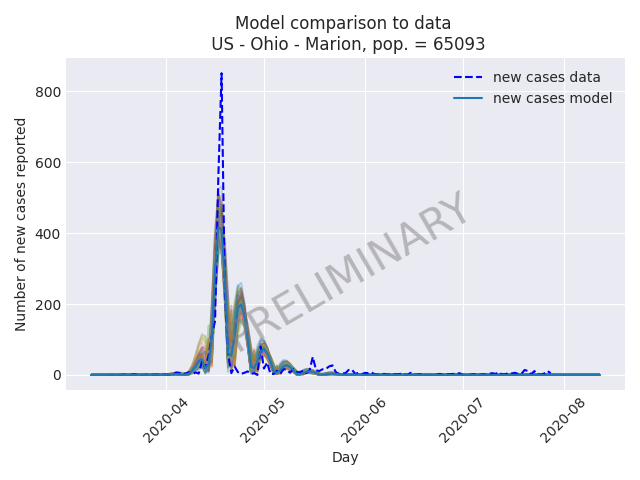 Model comparison to data
US - Ohio - Marion, pop. = 65093
new cases data
new cases model
Number of new cases reported
800
600
400
200
0
PRELIMINARY
2020-04
2020-05
2020-06
2020-07
2020-08
Day